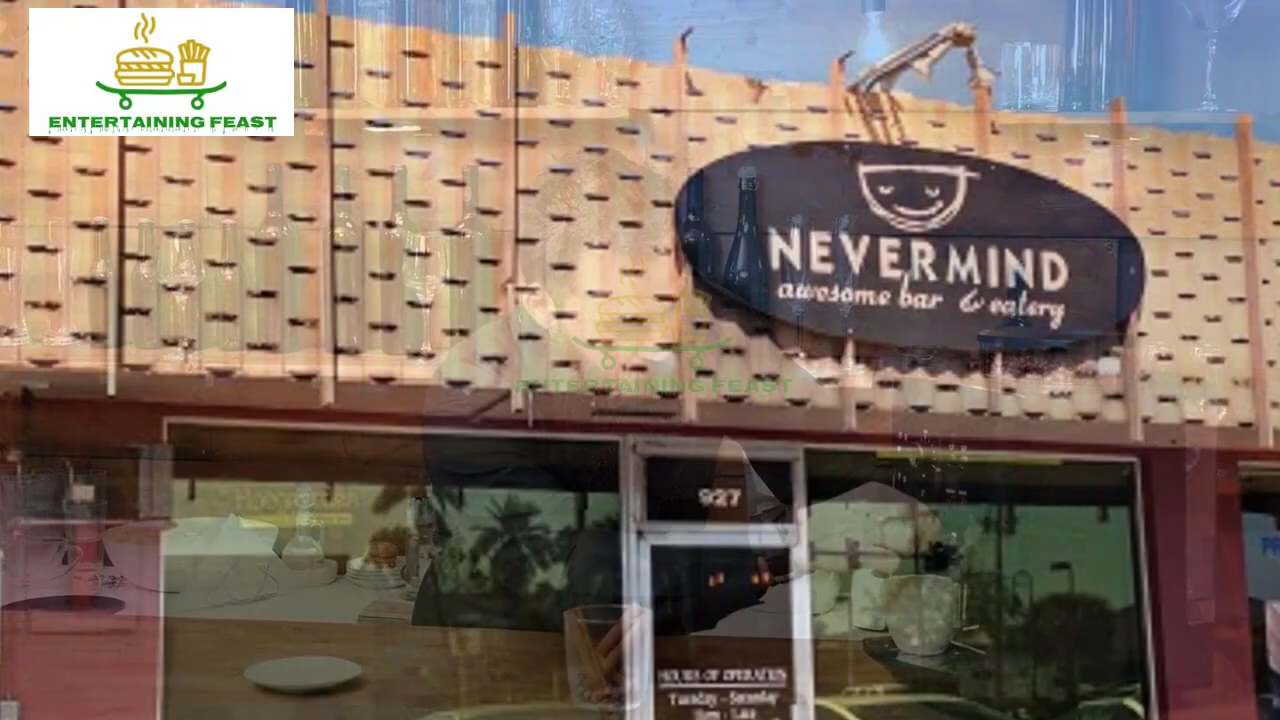 ENTERTAINING FEAST
NEVERMIND
awesome bar & eatery
ENTERTAINING FEAST
927
HOURS OF OPERATION
Tuesday - Saturday